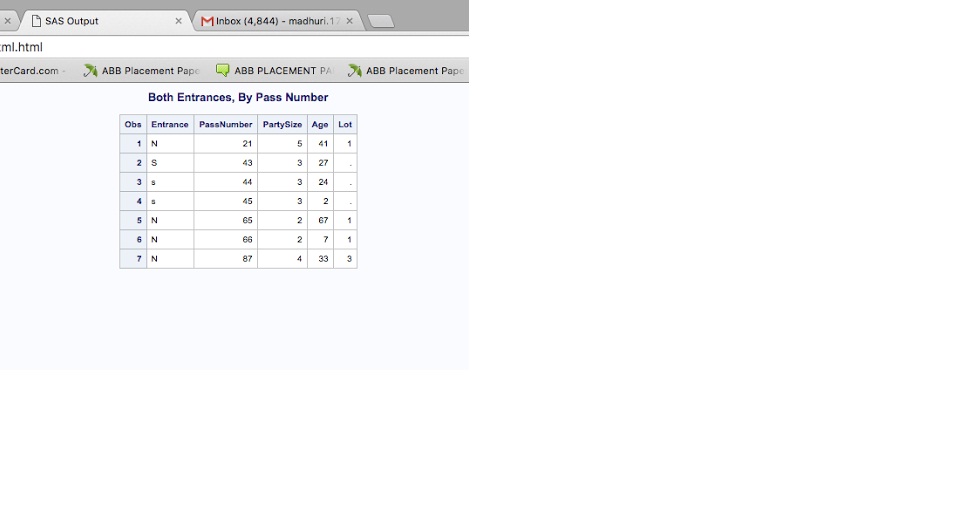 SAS Output
Inbox (4,844) - madhuri.17
ml.html
terCard.com - ABB Placement Pape ABB PLACEMENT PA ABB Placement Pape
Both Entrances, By Pass Number
Obs Entrance PassNumber PartySize Age Lot
1 N 21 5 41 1
2 S 43 3 27 .
3 s 44 3 24 .
4 s 45 3 2 .
5 N 65 2 67 1
6 N 66 2 7 1
7 N 87 4 33 3